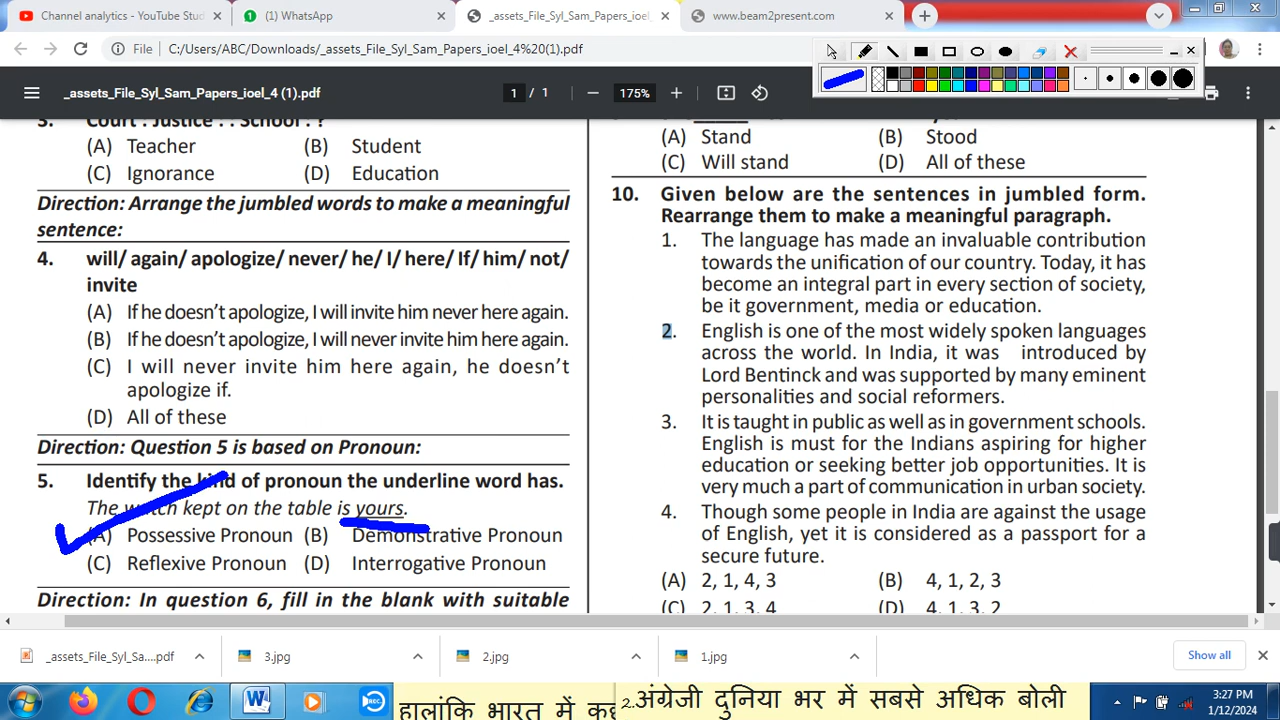 Channel analytics - YouTube Stud
(1) WhatsApp
_assets_File_Syl_Sam_Papers_ioel_
www.beam2present.com
File
C:/Users/ABC/Downloads/_assets_File_Syl_Sam_Papers_ioel_4%20(1).pdf
_assets_File_Syl_Sam_Papers_ioel_4 (1).pdf
1 / 1
175%
3. Court : Justice : : School : ?
(A) Teacher (B) Student
(C) Ignorance (D) Education
Direction: Arrange the jumbled words to make a meaningful
sentence:
4. will/ again/ apologize/ never/ he/ I/ here/ If/ him/ not/
invite
(A) If he doesn’t apologize, I will invite him never here again.
(B) If he doesn’t apologize, I will never invite him here again.
(C) I will never invite him here again, he doesn’t
apologize if.
(D) All of these
Direction: Question 5 is based on Pronoun:
5. Identify the kind of pronoun the underline word has.
The watch kept on the table is yours.
(A) Possessive Pronoun (B) Demonstrative Pronoun
(C) Reflexive Pronoun (D) Interrogative Pronoun
Direction: In question 6, fill in the blank with suitable
(A) Stand (B) Stood
(C) Will stand (D) All of these
10. Given below are the sentences in jumbled form.
Rearrange them to make a meaningful paragraph.
1. The language has made an invaluable contribution
towards the unification of our country. Today, it has
become an integral part in every section of society,
be it government, media or education.
2. English is one of the most widely spoken languages
across the world. In India, it was introduced by
Lord Bentinck and was supported by many eminent
personalities and social reformers.
3. It is taught in public as well as in government schools.
English is must for the Indians aspiring for higher
education or seeking better job opportunities. It is
very much a part of communication in urban society.
4. Though some people in India are against the usage
of English, yet it is considered as a passport for a
secure future.
(A) 2, 1, 4, 3 (B) 4, 1, 2, 3
(C) 2, 1, 3, 4 (D) 4, 1, 3, 2
_assets_File_Syl_Sa....pdf
3.jpg
2.jpg
1.jpg
Show all
REC
हालांकि भारत में
2.अंग्रेजी दुनिया भर में सबसे अधिक बोली
3:27 PM
1/12/2024